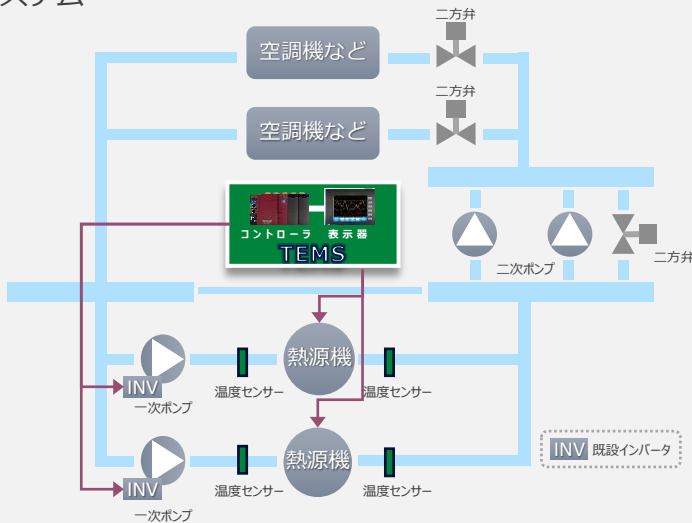 ステム
二方弁
空調機など
二方弁
空調機など
コントローラ 表示器
TEMS
二次ポンプ
二方弁
熱源機
INV
温度センサー
温度センサー
一次ポンプ
熱源機
INV 既設インバータ
INV
温度センサー
温度センサー
一次ポンプ